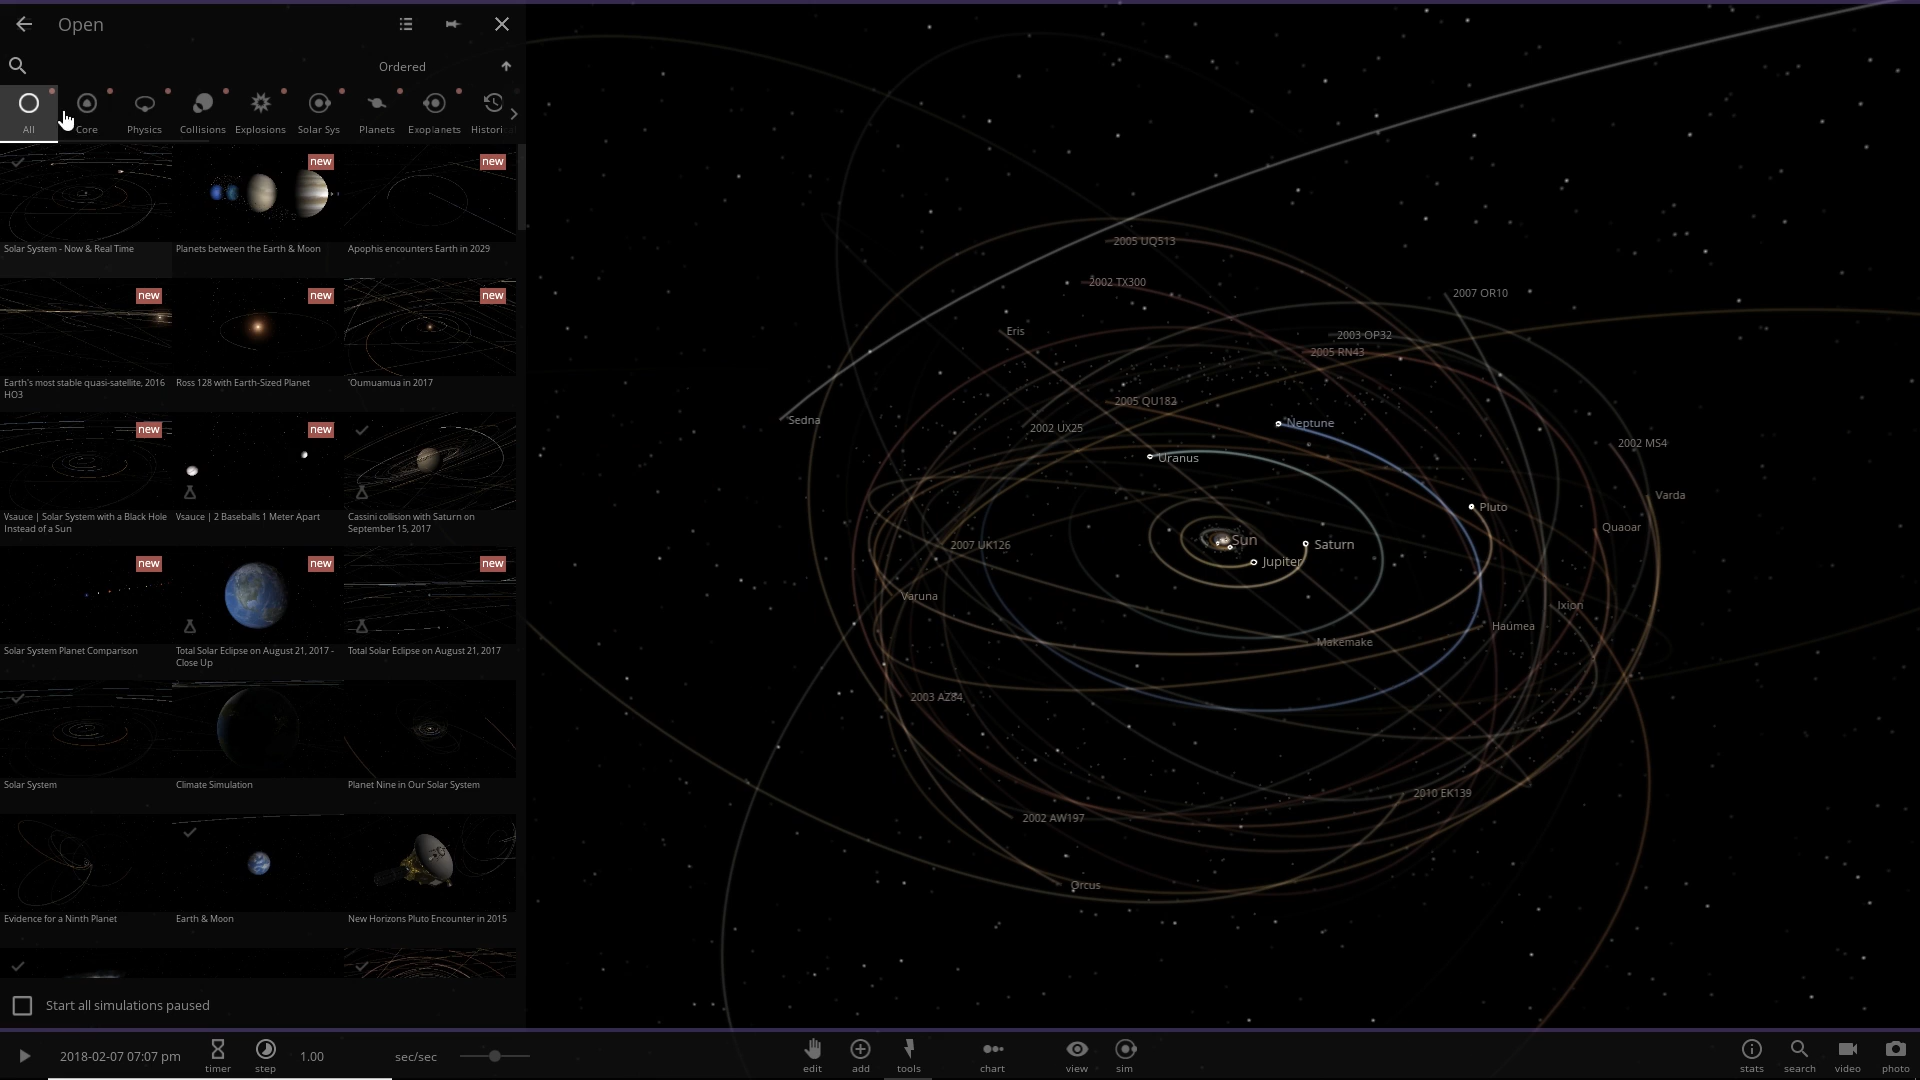 Open
Ordered
All
Core
Physics
Collisions
Explosions
Solar Sys
Planets
Exoplanets
Histori
new
new
Solar System - Now & Real Time
Planets between the Earth & Moon
Apophis encounters Earth in 2029
new
new
new
Earth's most stable quasi-satellite, 2016
HO3
Ross 128 with Earth-Sized Planet
'Oumuamua in 2017
new
new
Vsauce | Solar System with a Black Hole
Instead of a Sun
Vsauce | 2 Baseballs 1 Meter Apart
Cassini collision with Saturn on
September 15, 2017
new
new
new
Solar System Planet Comparison
Total Solar Eclipse on August 21, 2017 -
Close Up
Total Solar Eclipse on August 21, 2017
Solar System
Climate Simulation
Planet Nine in Our Solar System
Evidence for a Ninth Planet
Earth & Moon
New Horizons Pluto Encounter in 2015
Start all simulations paused
2005 UQ513
2002 TX300
2007 OR10
Eris
2003 OP32
2005 RN43
2005 QU182
Sedna
Neptune
2002 UX25
2002 MS4
Uranus
Varda
Pluto
Quaoar
Sun
2007 UK126
Saturn
Jupiter
Varuna
Ixion
Haumea
Makemake
2003 AZ84
2010 EK139
2002 AW197
Orcus
2018-02-07 07:07 pm
timer
step
1.00
sec/sec
edit
add
tools
chart
view
sim
stats
search
video
photo